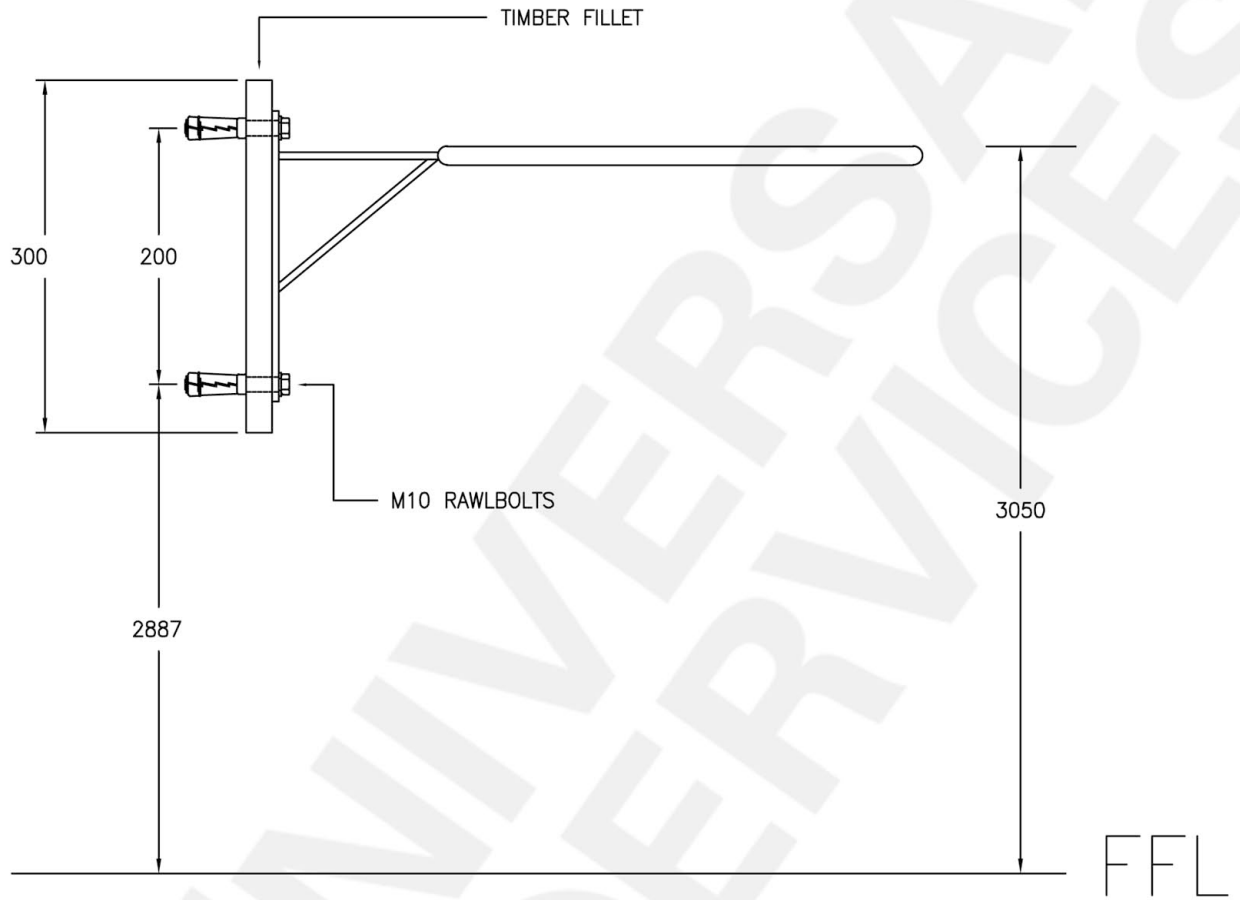 TIMBER FILLET
300
200
M10 RAWLBOLTS
3050
2887
FFL
UNIVERSAL
SERVICES